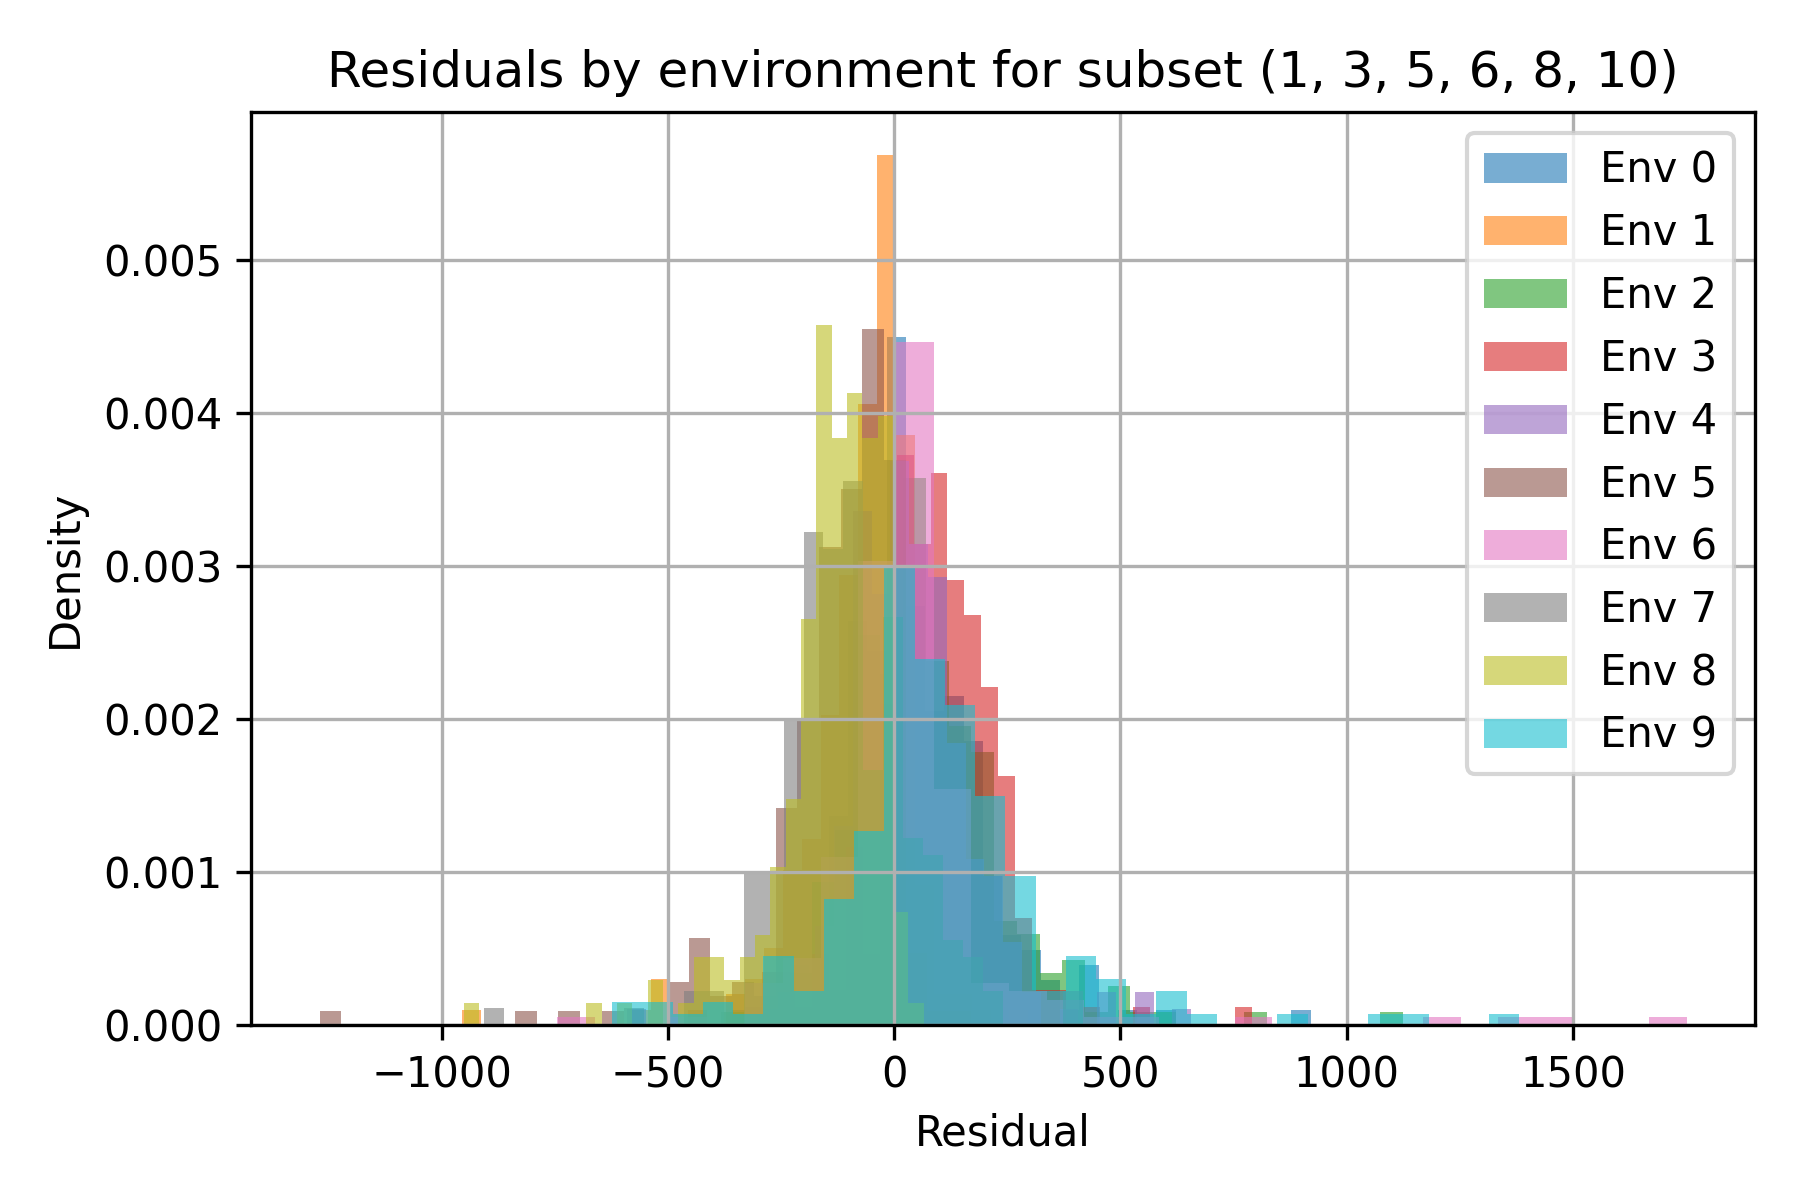 Residuals by environment for subset (1, 3, 5, 6, 8, 10)
Env 0
Env 1
Env 2
Env 3
Env 4
Env 5
Env 6
Env 7
Env 8
Env 9
Density
0.005
0.004
0.003
0.002
0.001
0.000
−1000 −500 0 500 1000 1500
Residual